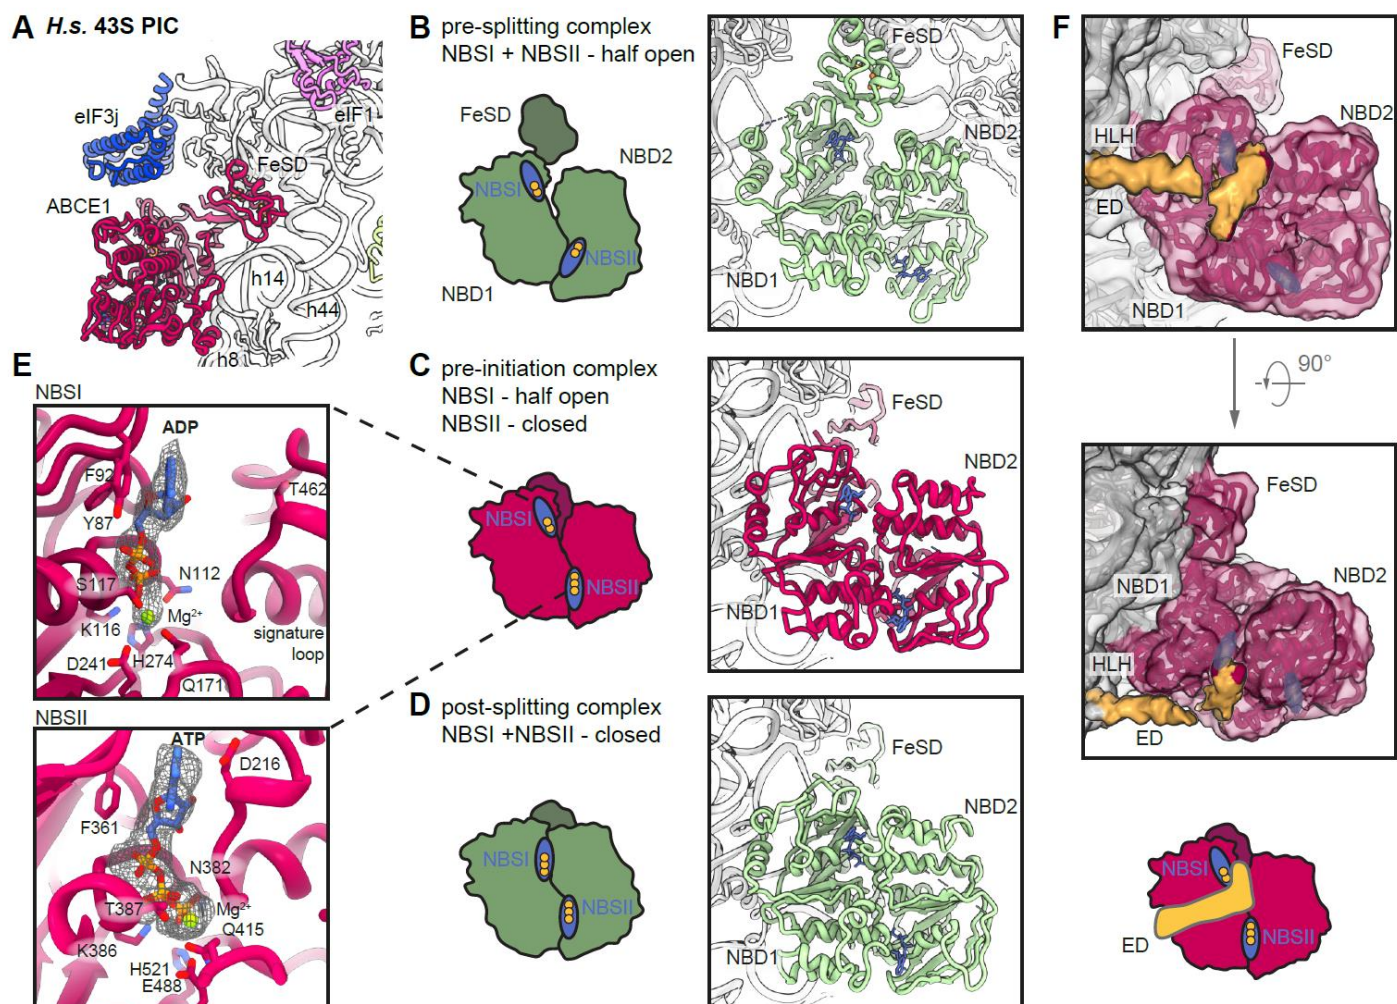 A H.s. 43S PIC
eIF3j
eIF1
FeSD
ABCE1
h14
h44
h8
B pre-splitting complex
NBSI + NBSII - half open
FeSD
NBD2
NBSI
NBSII
NBD1
FeSD
NBD2
NBD1
C pre-initiation complex
NBSI - half open
NBSII - closed
NBSI
NBSII
FeSD
NBD2
NBD1
D post-splitting complex
NBSI +NBSII - closed
NBSI
NBSII
FeSD
NBD2
NBD1
E
NBSI
ADP
F92
T462
Y87
S117
N112
Mg²⁺
K116
signature
loop
D241
H274
Q171
NBSII
ATP
D216
F361
N382
T387
Mg²⁺
Q415
K386
H521
E488
F
FeSD
NBD2
HLH
ED
NBD1
90°
FeSD
NBD1
NBD2
HLH
ED
NBSI
NBSII
ED